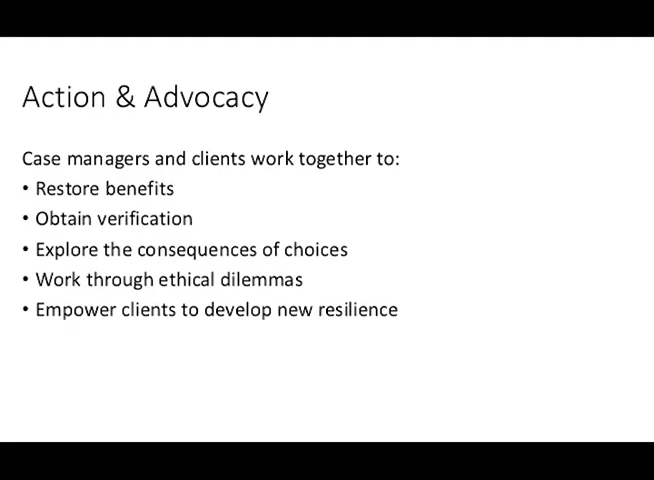 Action & Advocacy
Case managers and clients work together to:
• Restore benefits
• Obtain verification
• Explore the consequences of choices
• Work through ethical dilemmas
• Empower clients to develop new resilience